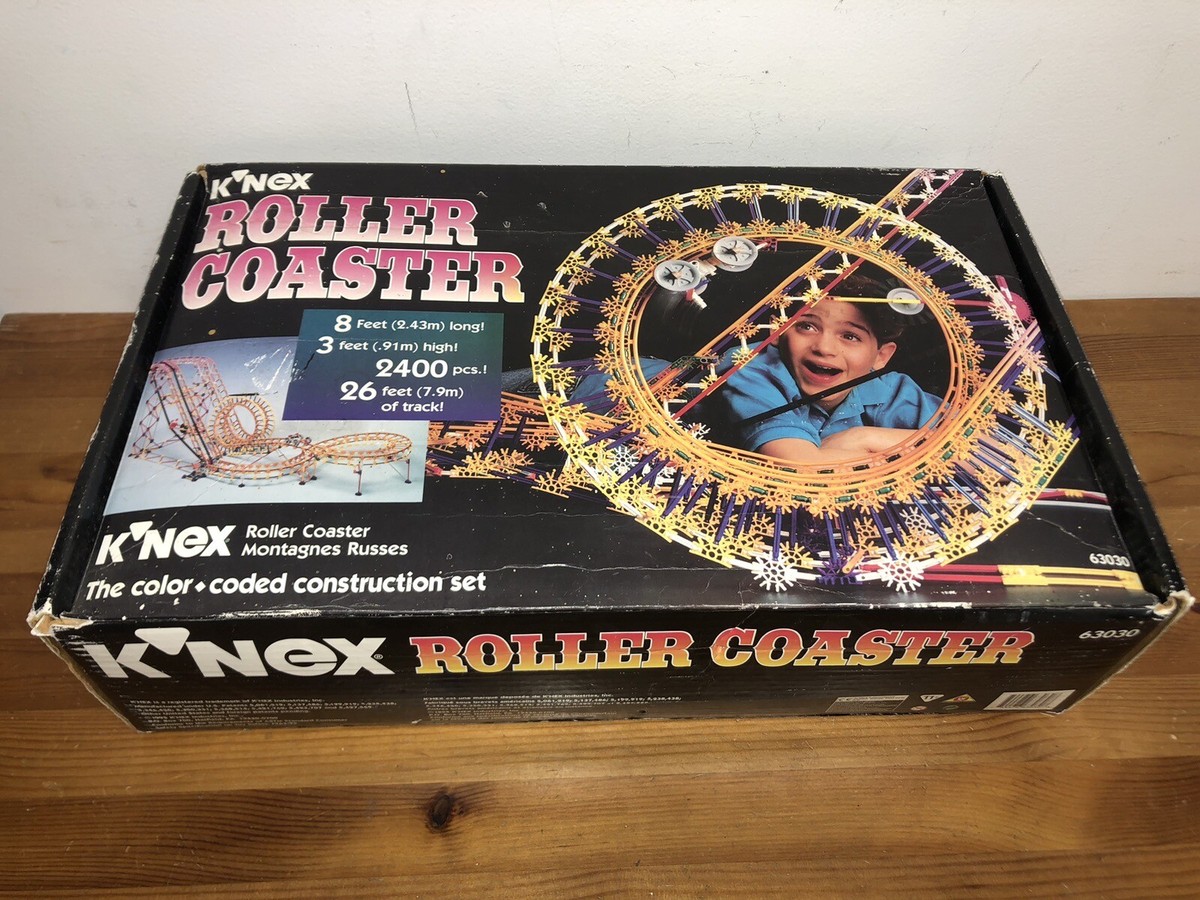 K'NEX
ROLLER
COASTER
8 Feet (2.43m) long!
3 feet (.91m) high!
2400 pcs.!
26 feet (7.9m)
of track!
K'NEX Roller Coaster
Montagnes Russes
The color•coded construction set
63030
K'NEX® ROLLER COASTER 63030